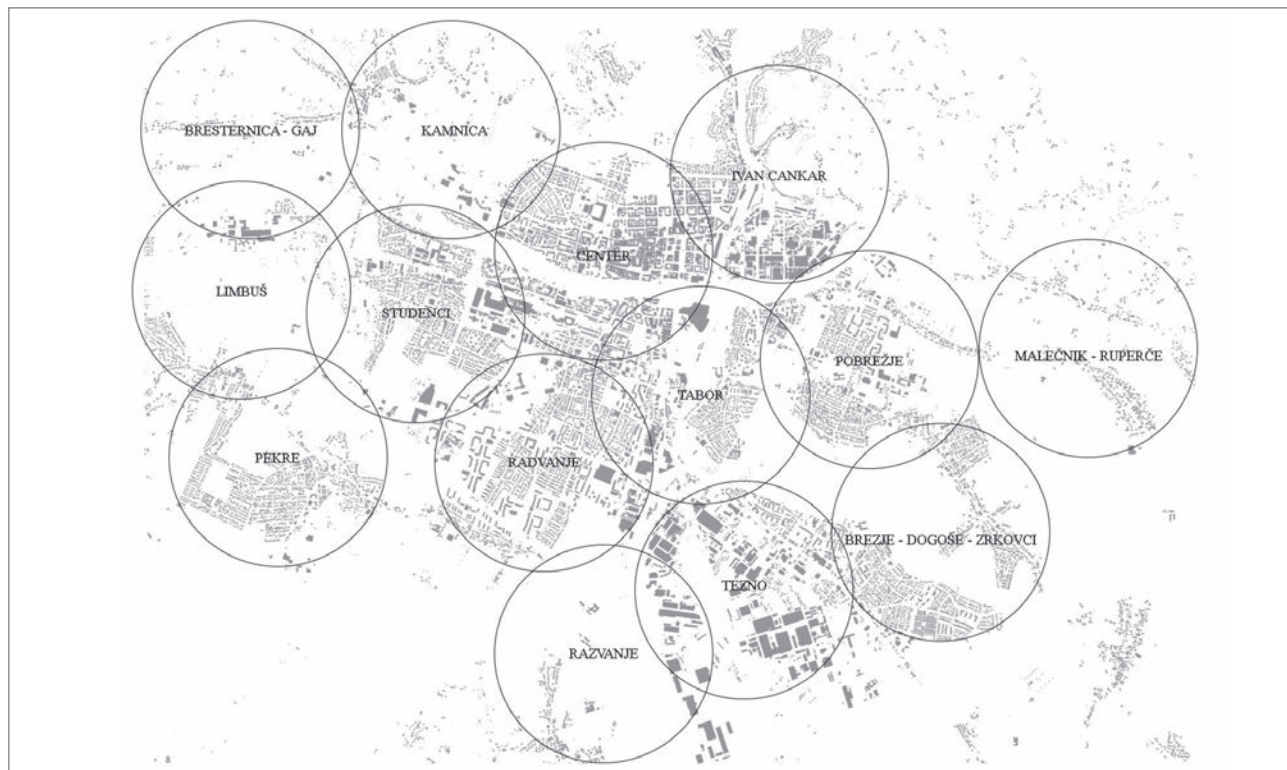 BRESTERNICA - GAJ
KAMNICA
IVAN CANKAR
CENTER
LIMBUŠ
STUDENCI
MALEČNIK - RUPERČE
POBREŽJE
TABOR
PEKRE
RADVANJE
BREZJE - DOGOŠE - ZRKOVCI
TEZNO
RAZVANJE